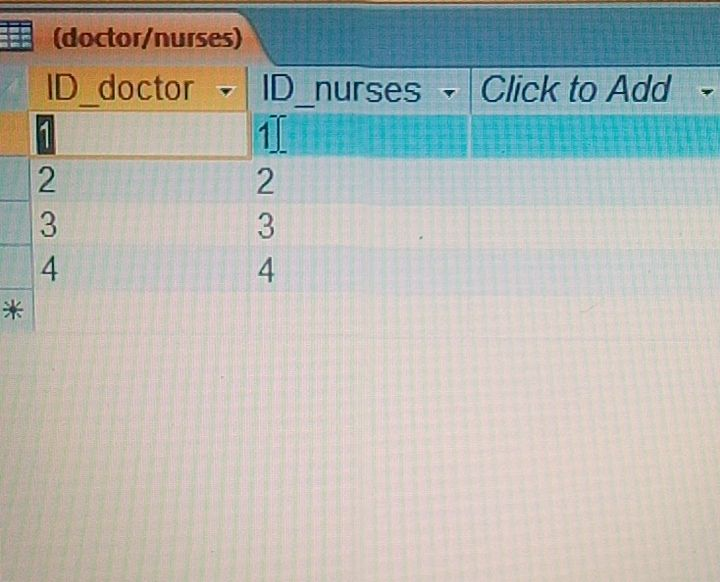 (doctor/nurses)
ID_doctor ID_nurses Click to Add
1 1
2 2
3 3
4 4